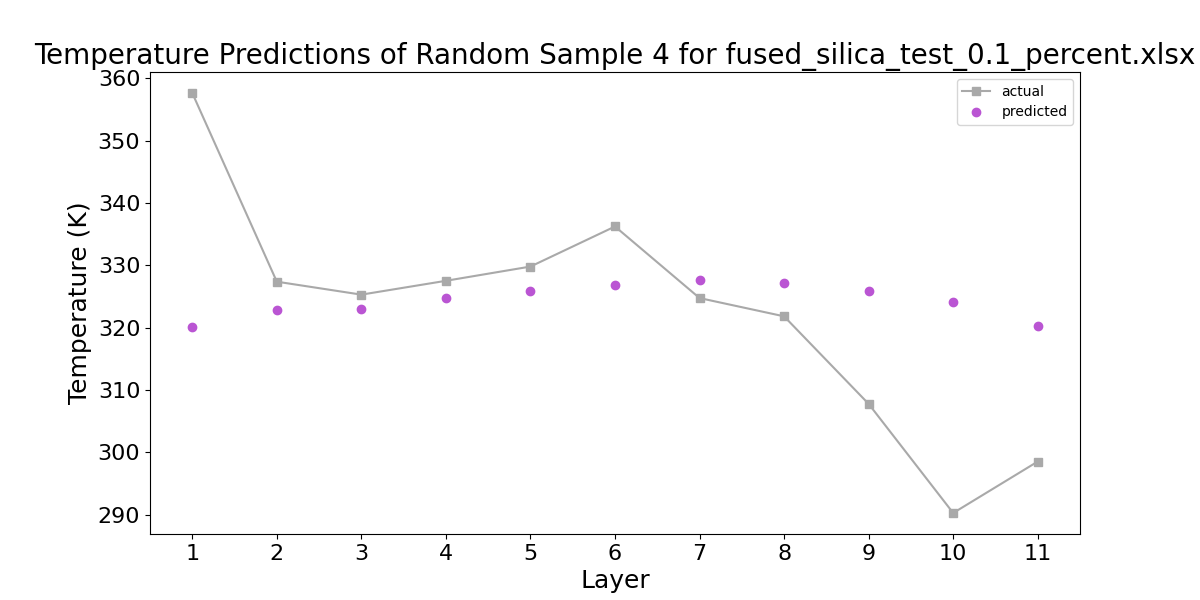 Temperature Predictions of Random Sample 4 for fused_silica_test_0.1_percent.xlsx
actual
predicted
360
350
340
330
320
310
300
290
Temperature (K)
1 2 3 4 5 6 7 8 9 10 11
Layer